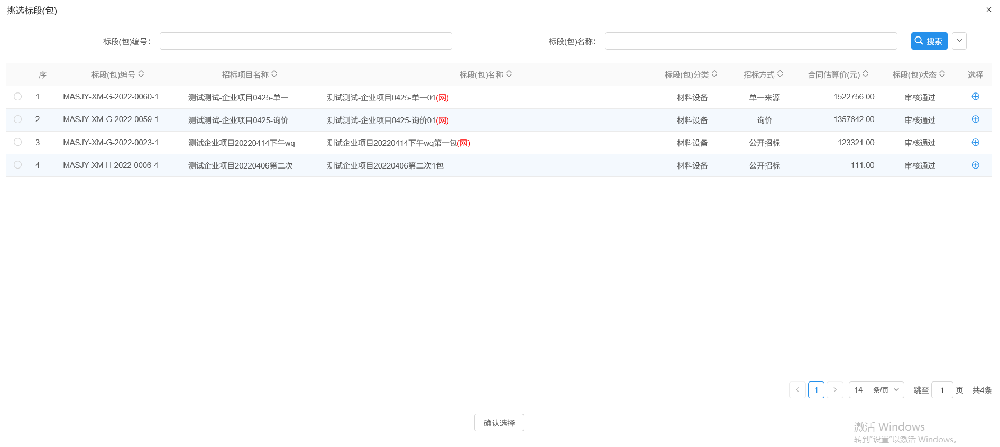 挑选标段(包)
×
标段(包)编号：
标段(包)名称：
搜索
序 标段(包)编号 招标项目名称 标段(包)名称 标段(包)分类 招标方式 合同估算价(元) 标段(包)状态 选择
1 MASJY-XM-G-2022-0060-1 测试测试-企业项目0425-单一 测试测试-企业项目0425-单一01(网) 材料设备 单一来源 1522756.00 审核通过
2 MASJY-XM-G-2022-0059-1 测试测试-企业项目0425-询价 测试测试-企业项目0425-询价01(网) 材料设备 询价 1357642.00 审核通过
3 MASJY-XM-G-2022-0023-1 测试企业项目20220414下午wq 测试企业项目20220414下午wq第一包(网) 材料设备 公开招标 123321.00 审核通过
4 MASJY-XM-H-2022-0006-4 测试企业项目20220406第二次 测试企业项目20220406第二次1包 材料设备 公开招标 111.00 审核通过
1 14 条/页 跳至 1 页 共4条
确认选择
激活 Windows
转到“设置”以激活 Windows。